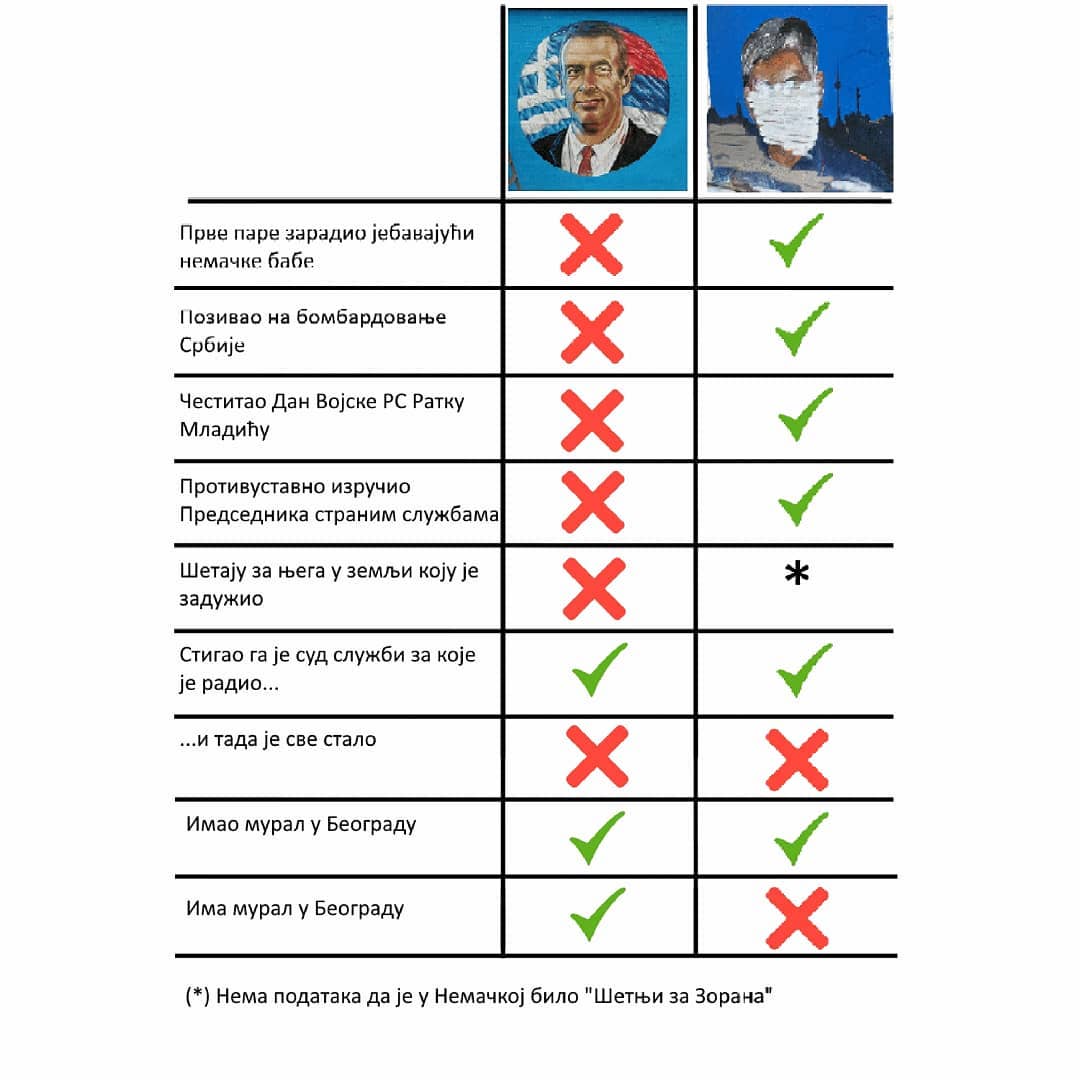 Прве паре зарадио јебавајући
немачке бабе
Позивао на бомбардовање
Србије
Честитао Дан Војске РС Ратку
Младићу
Противуставно изручио
Председника страним службама
Шетају за њега у земљи коју је
задужио
*
Стигао га је суд служби за које
је радио...
...и тада је све стало
Имао мурал у Београду
Има мурал у Београду
(*) Нема података да је у Немачкој било "Шетњи за Зорана"